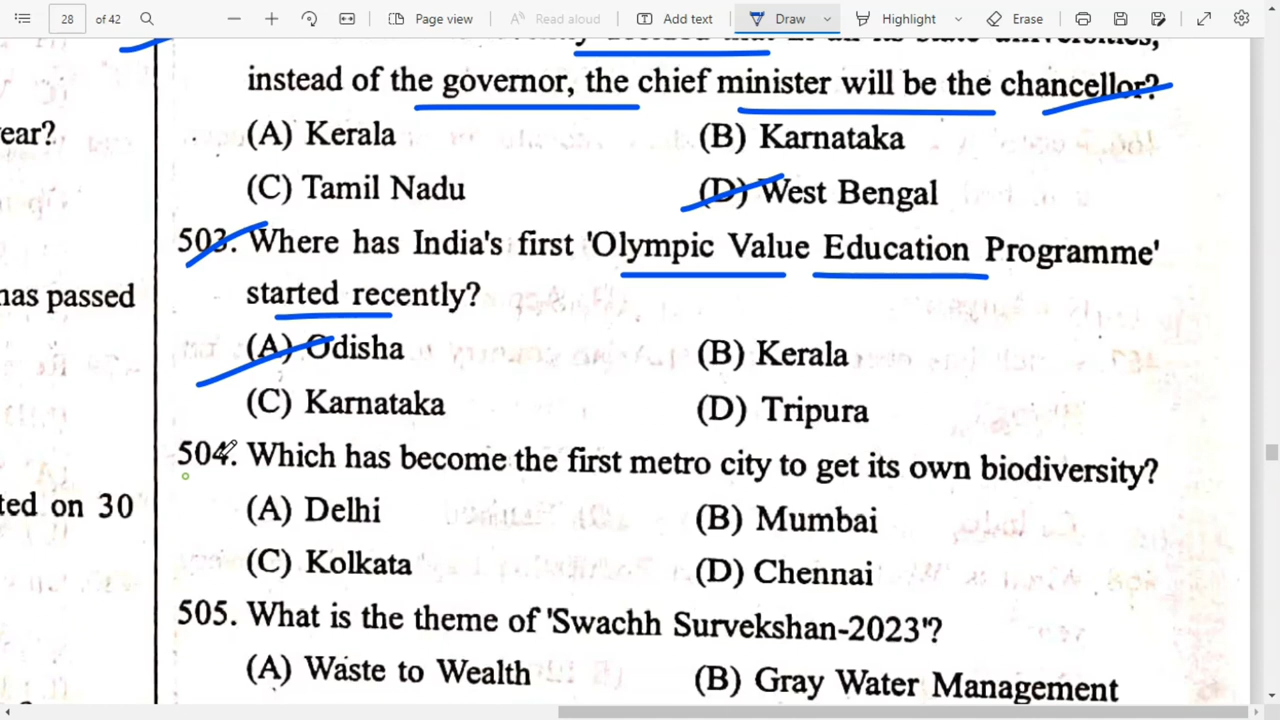 28 of 42 Page view Read aloud Add text Draw Highlight Erase
instead of the governor, the chief minister will be the chancellor?
ear?
(A) Kerala (B) Karnataka
(C) Tamil Nadu (D) West Bengal
503. Where has India's first 'Olympic Value Education Programme'
has passed
started recently?
(A) Odisha (B) Kerala
(C) Karnataka (D) Tripura
504. Which has become the first metro city to get its own biodiversity?
ted on 30
(A) Delhi (B) Mumbai
(C) Kolkata (D) Chennai
505. What is the theme of 'Swachh Survekshan-2023'?
(A) Waste to Wealth (B) Gray Water Management